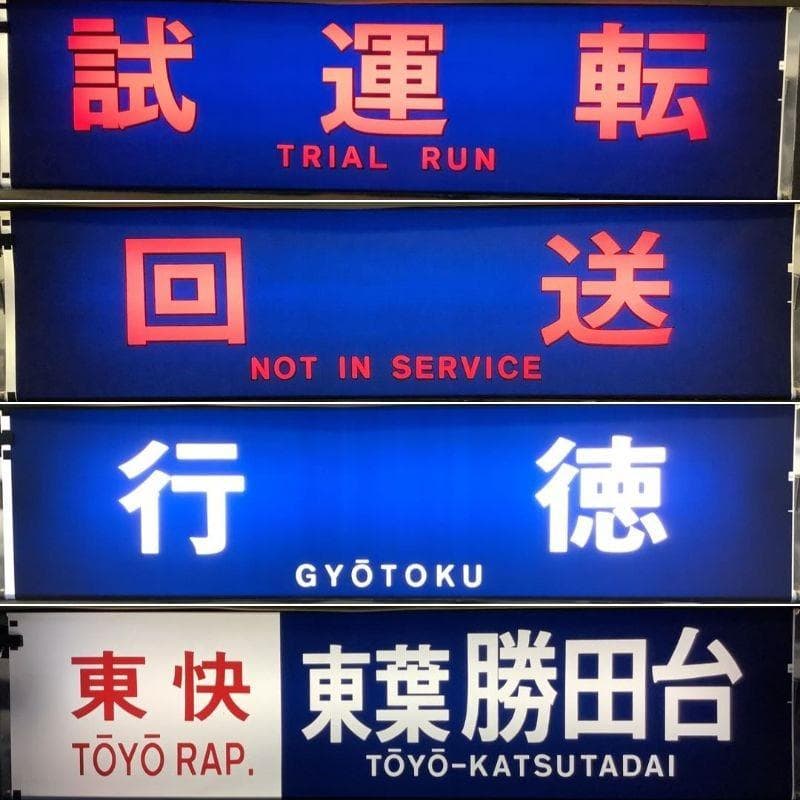 試運転
TRIAL RUN
回送
NOT IN SERVICE
行徳
GYŌTOKU
東快
TŌYŌ RAP.
東葉勝田台
TŌYŌ-KATSUTADAI